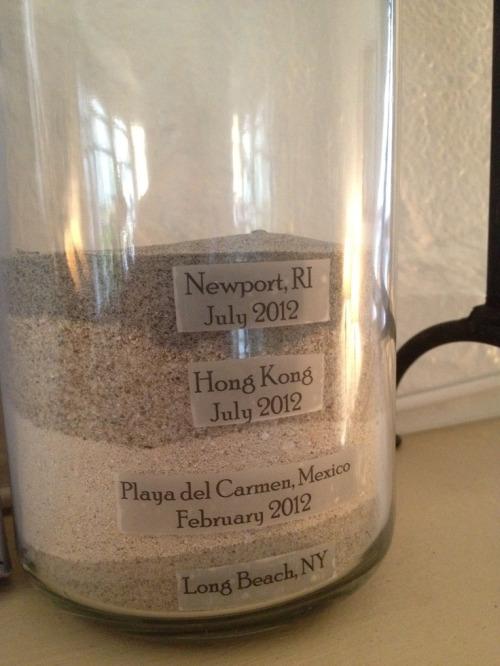 Newport, RI
July 2012
Hong Kong
July 2012
Playa del Carmen, Mexico
February 2012
Long Beach, NY